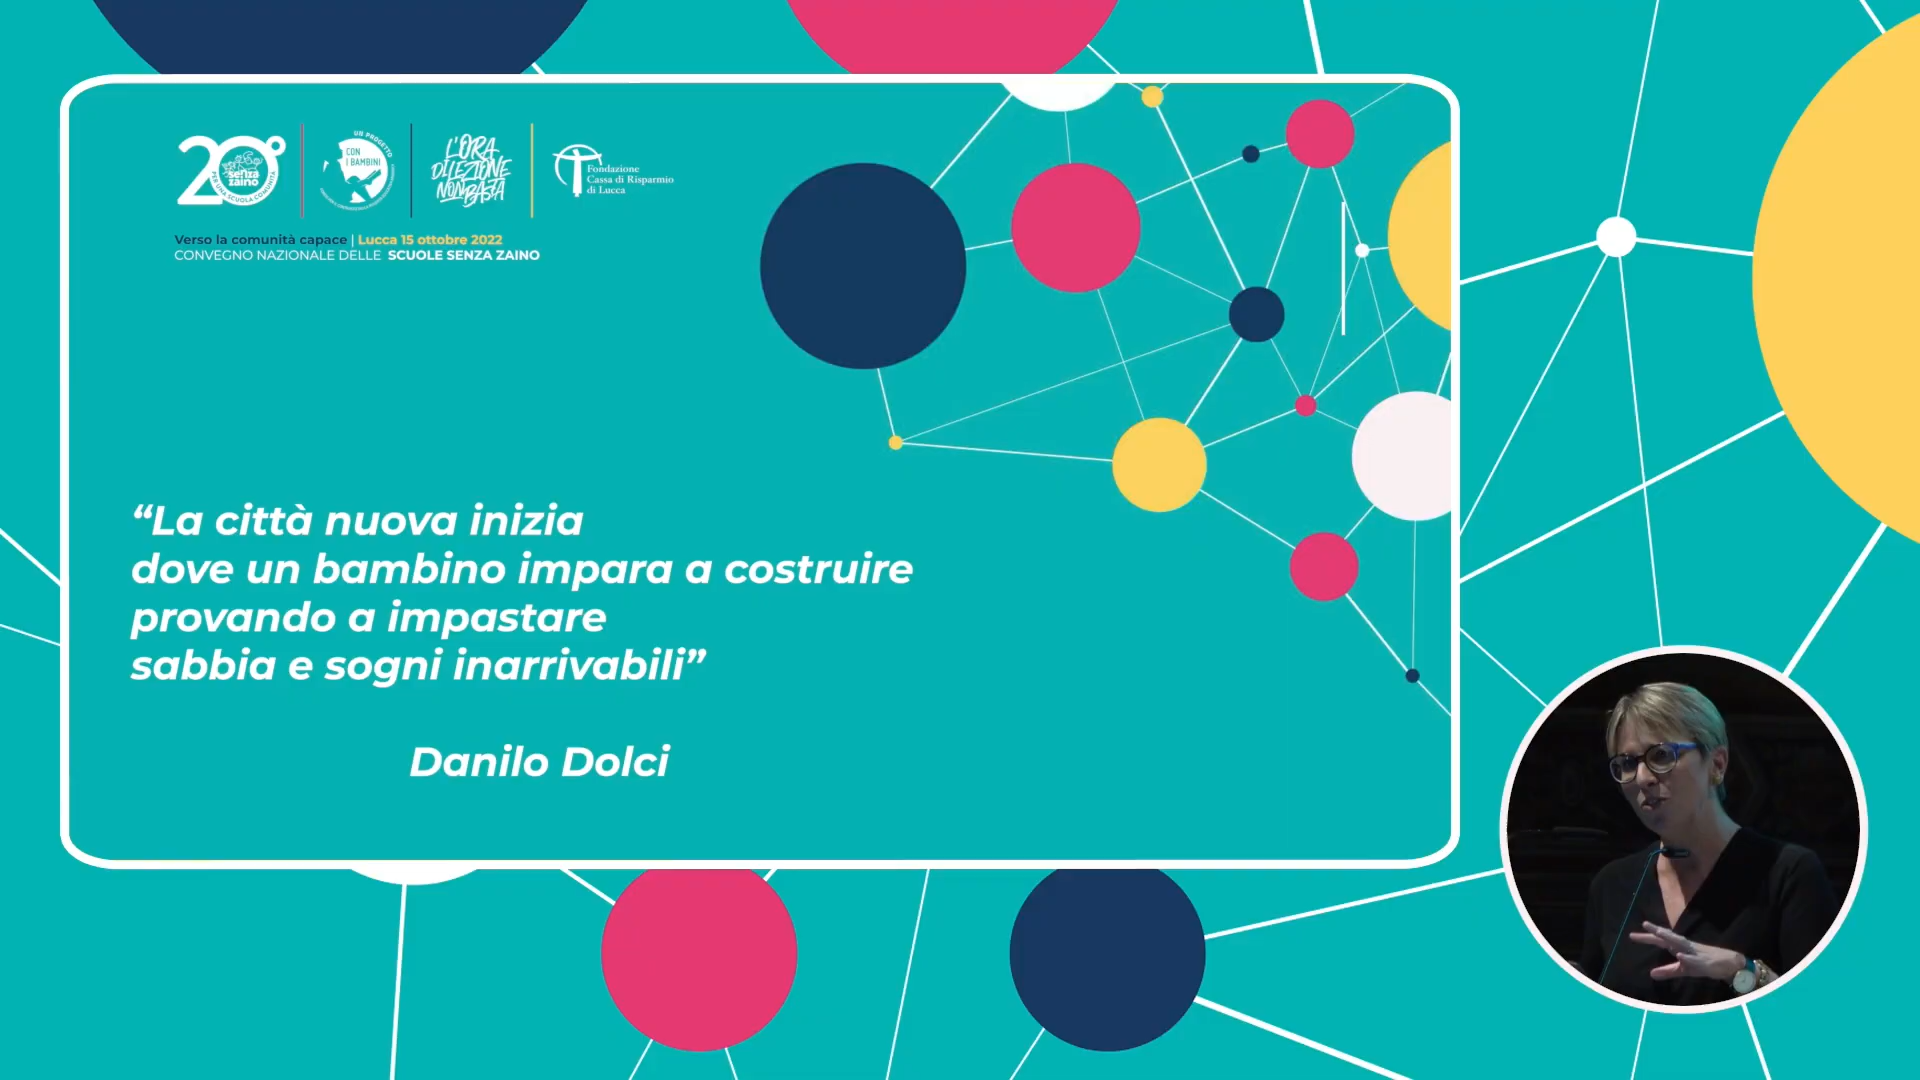 20°
senza
zaino
PER UNA SCUOLA COMUNITÀ
UN PROGETTO
CON
I BAMBINI
L'ORA
DI LEZIONE
NON BASTA
Fondazione
Cassa di Risparmio
di Lucca
Verso la comunità capace | Lucca 15 ottobre 2022
CONVEGNO NAZIONALE DELLE SCUOLE SENZA ZAINO
“La città nuova inizia
dove un bambino impara a costruire
provando a impastare
sabbia e sogni inarrivabili”
Danilo Dolci